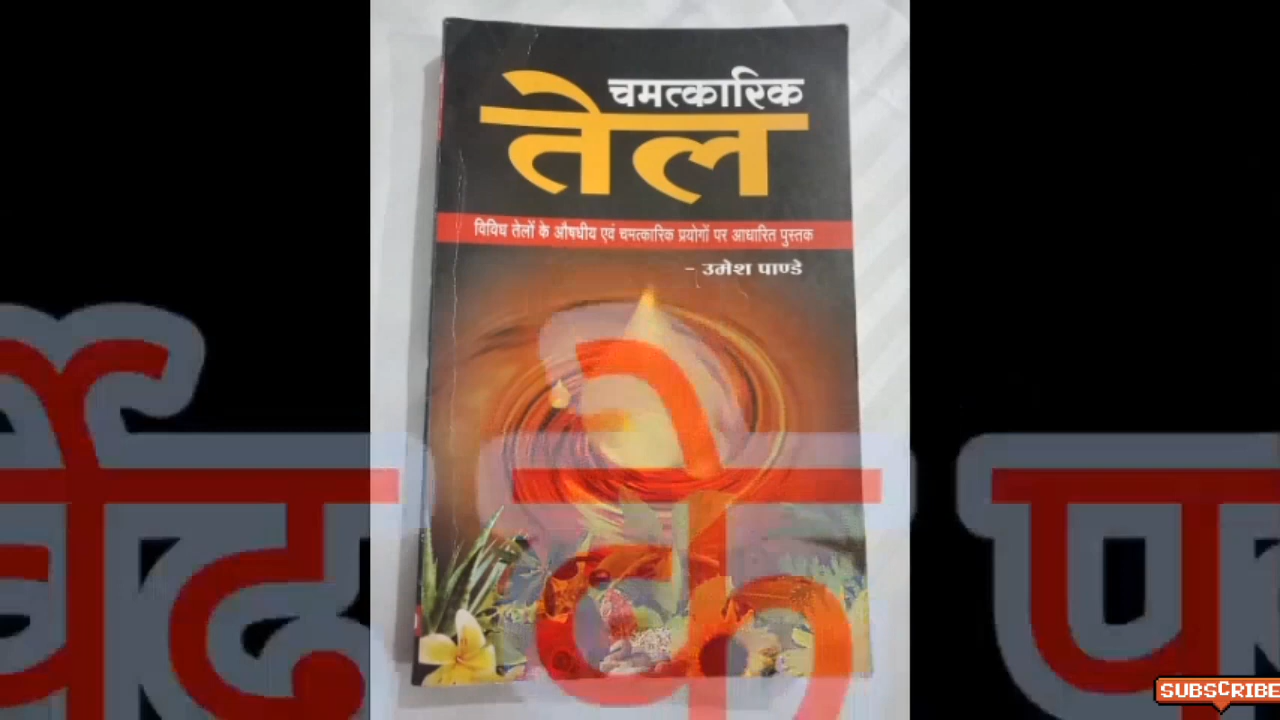 चमत्कारिक
तेल
विविध तेलों के औषधीय एवं चमत्कारिक प्रयोगों पर आधारित पुस्तक
- उमेश पाण्डे
के
SUBSCRIBE